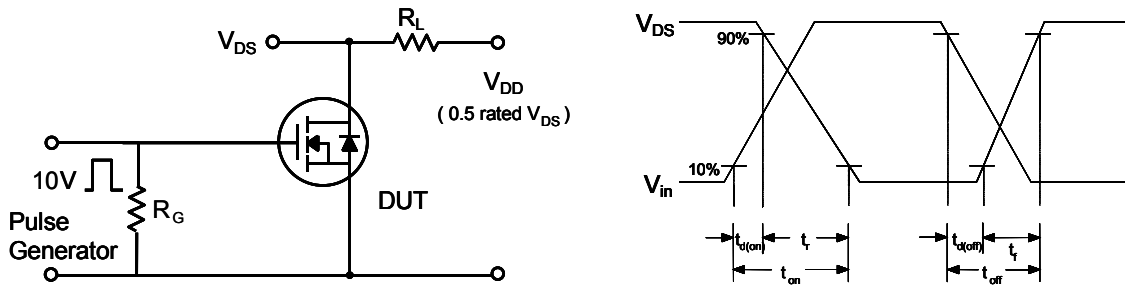 R_L
V_DS
V_DD
( 0.5 rated V_DS )
10V
R_G
DUT
Pulse
Generator
V_DS
90%
10%
V_in
t_d(on)
t_r
t_on
t_d(off)
t_f
t_off